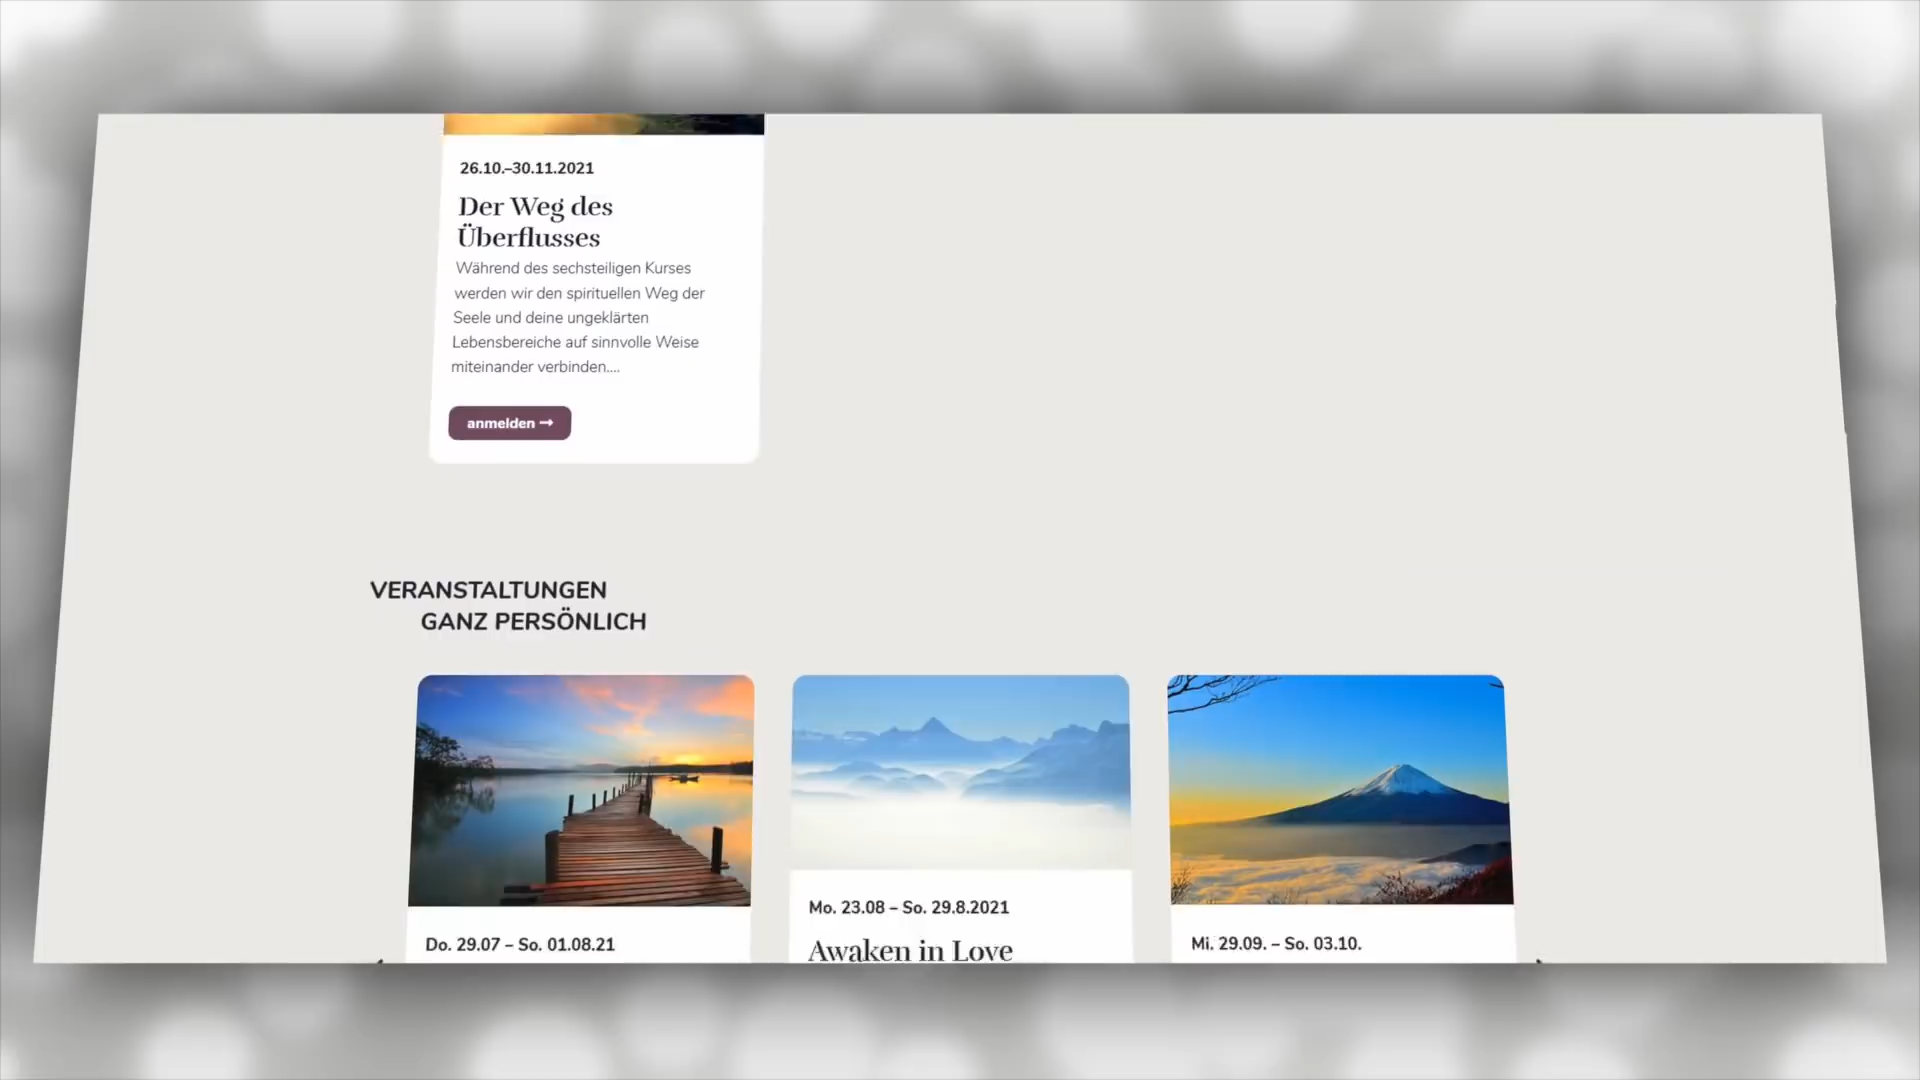 26.10.–30.11.2021
Der Weg des
Überflusses
Während des sechsteiligen Kurses
werden wir den spirituellen Weg der
Seele und deine ungeklärten
Lebensbereiche auf sinnvolle Weise
miteinander verbinden....
anmelden →
VERANSTALTUNGEN
GANZ PERSÖNLICH
Do. 29.07 – So. 01.08.21
Mo. 23.08 – So. 29.8.2021
Awaken in Love
Mi. 29.09. – So. 03.10.